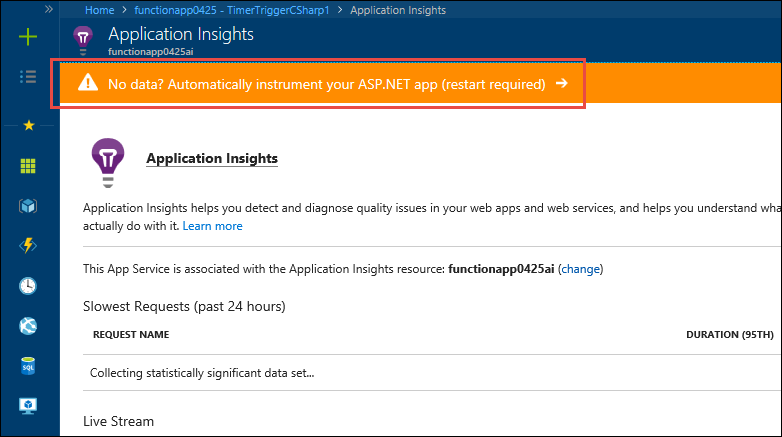 » Home > functionapp0425 - TimerTriggerCSharp1 > Application Insights
Application Insights
functionapp0425ai
No data? Automatically instrument your ASP.NET app (restart required) →
Application Insights
Application Insights helps you detect and diagnose quality issues in your web apps and web services, and helps you understand wha
actually do with it. Learn more
This App Service is associated with the Application Insights resource: functionapp0425ai (change)
Slowest Requests (past 24 hours)
REQUEST NAME DURATION (95TH)
Collecting statistically significant data set...
SQL
Live Stream